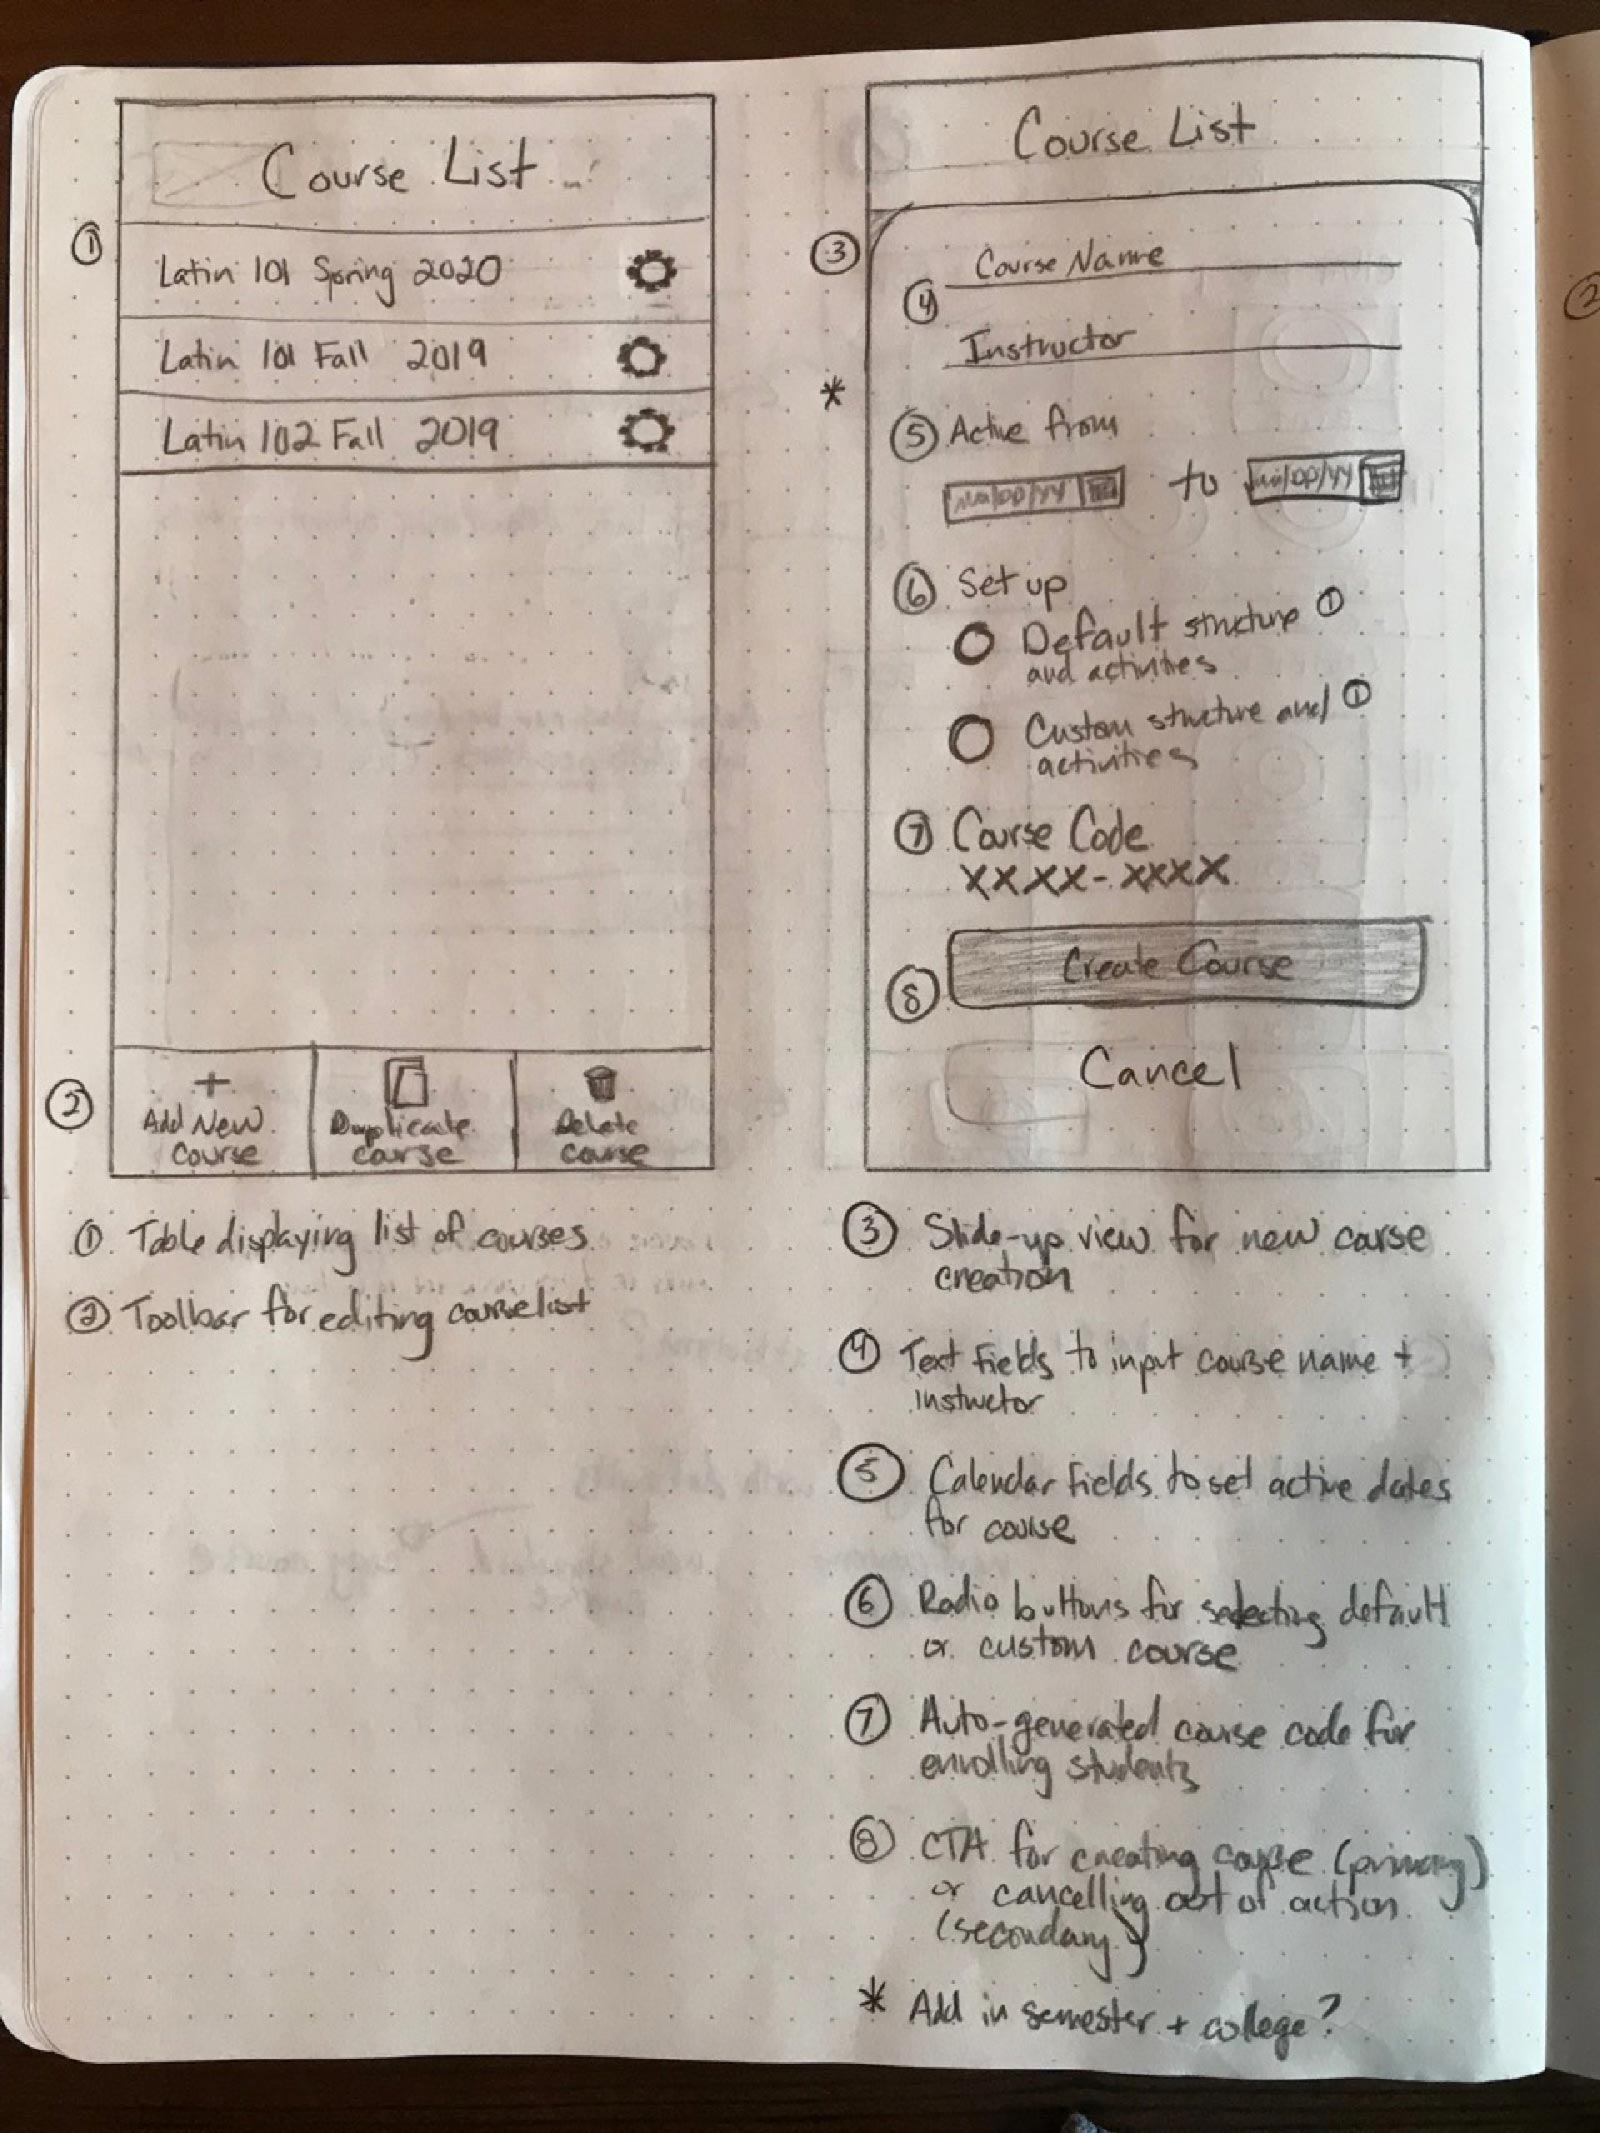 Course List
①
Latin 101 Spring 2020
Latin 101 Fall 2019
Latin 102 Fall 2019
②
+
Add New
Course
Duplicate
course
Delete
course
① Table displaying list of courses
② Toolbar for editing course list
Course List
③
Course Name
④
Instructor
*
⑤ Active from
mm/DD/YY to mm/DD/YY
⑥ Set up
Default structure
and activities
Custom structure and
activities
⑦ Course Code
XXXX-XXXX
⑧
Create Course
Cancel
③ Slide-up view for new course
creation
④ Text fields to input course name +
instructor
⑤ Calendar fields to set active dates
for course
⑥ Radio buttons for selecting default
or custom course
⑦ Auto-generated course code for
enrolling students
⑧ CTA for creating course (primary)
or cancelling out of action
(secondary)
* Add in semester + college?
②